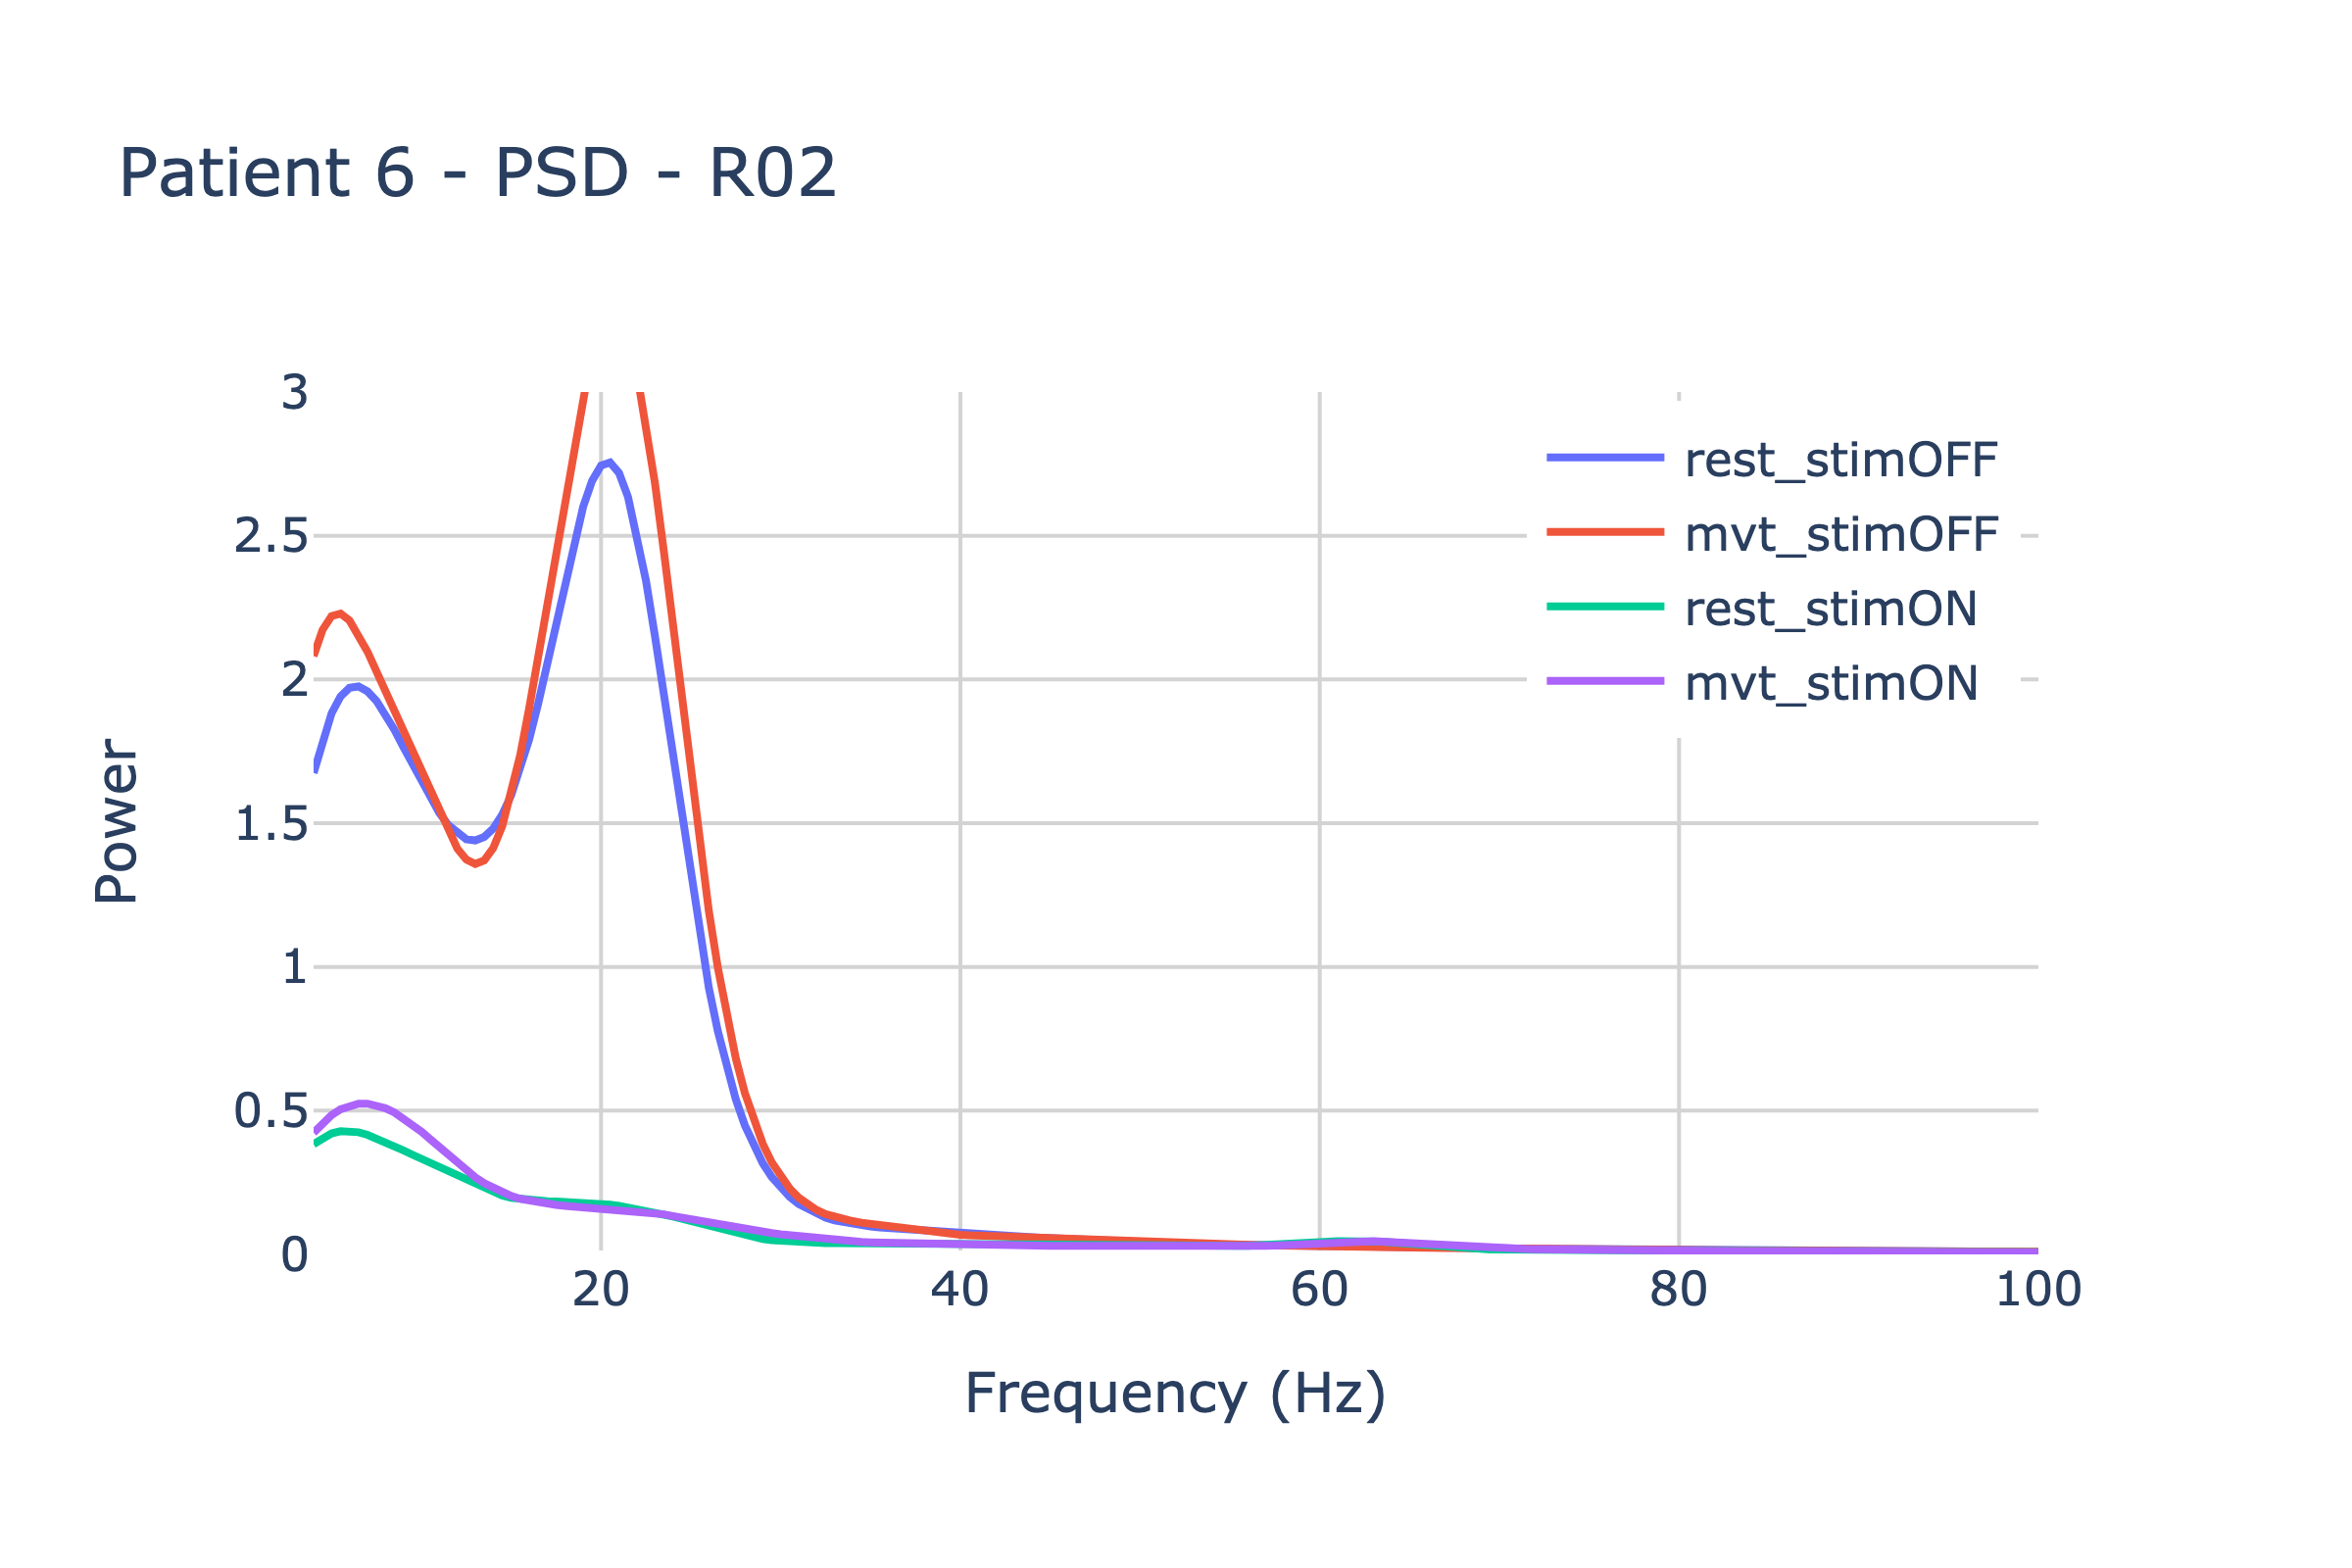 Patient 6 - PSD - R02
3
2.5
2
1.5
1
0.5
0
Power
rest_stimOFF
mvt_stimOFF
rest_stimON
mvt_stimON
20 40 60 80 100
Frequency (Hz)